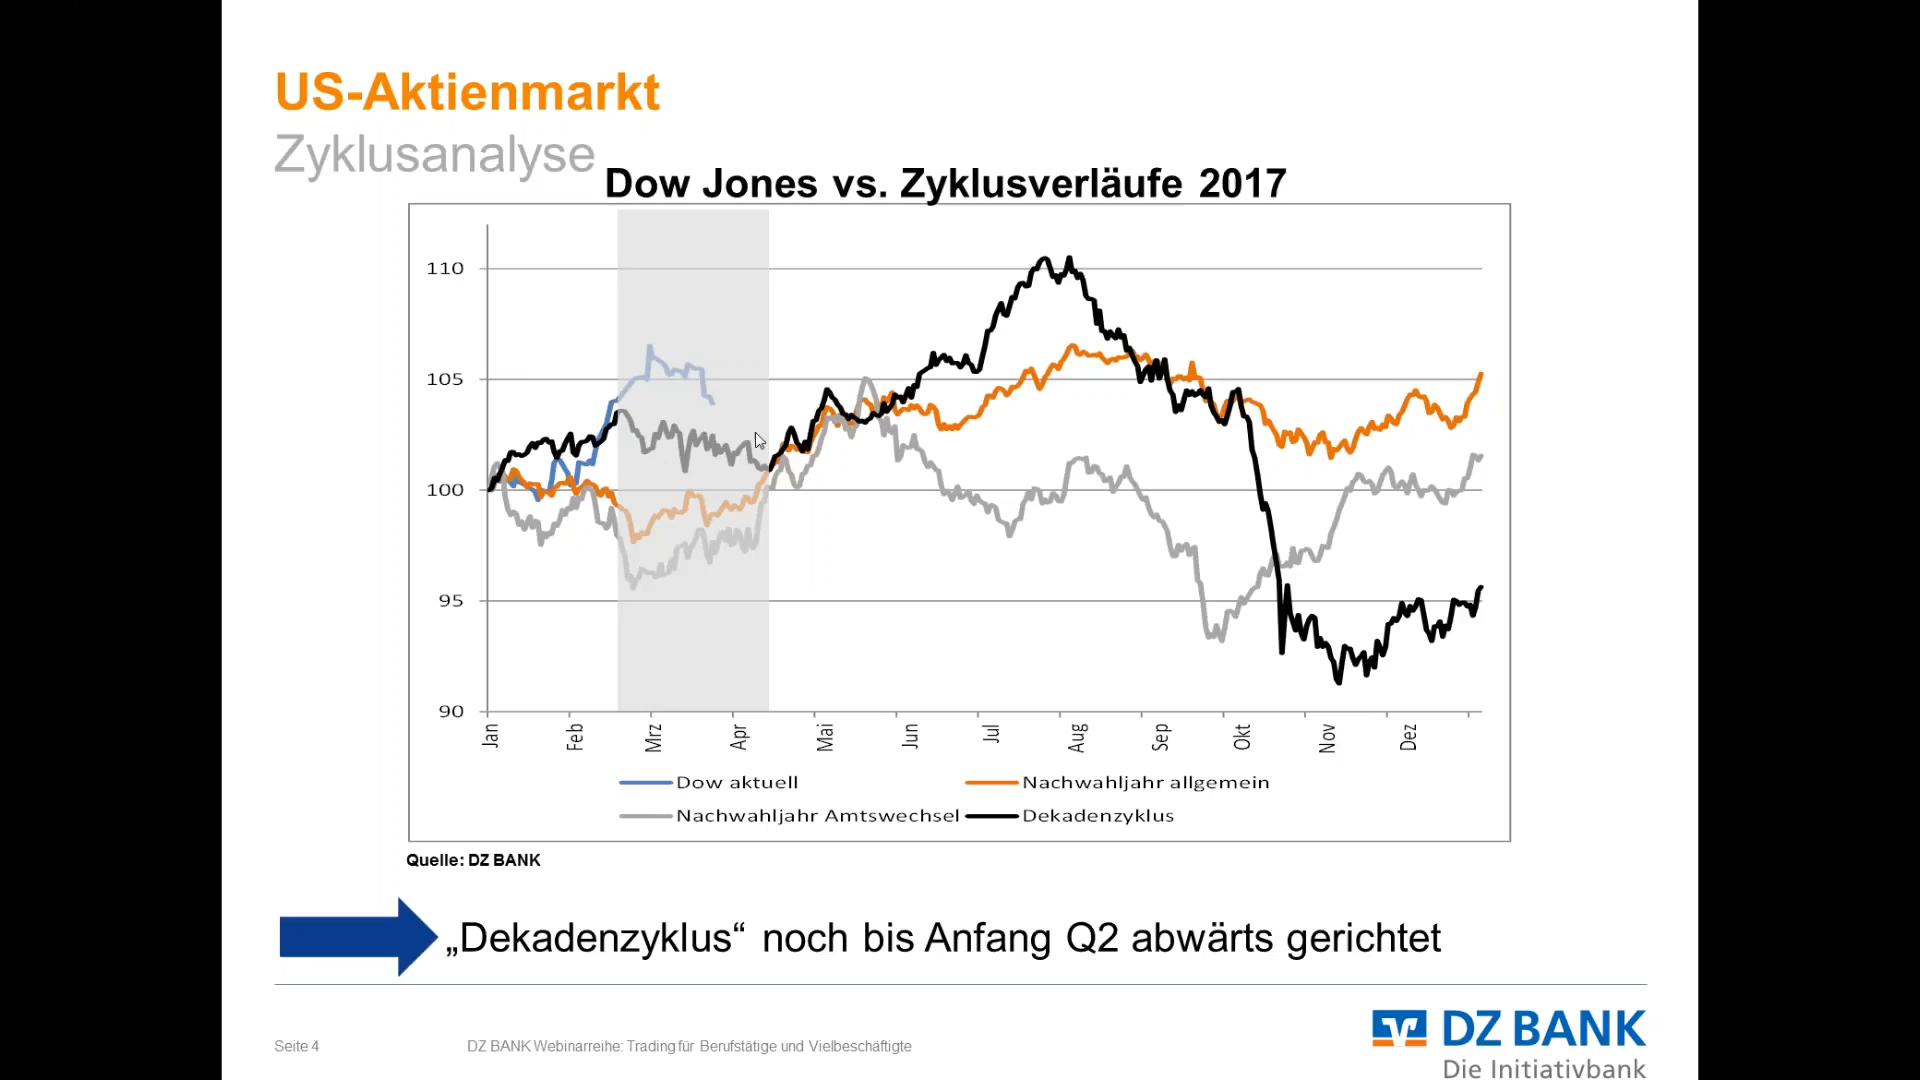 US-Aktienmarkt
Zyklusanalyse
Dow Jones vs. Zyklusverläufe 2017
110
105
100
95
90
Jan Feb Mrz Apr Mai Jun Jul Aug Sep Okt Nov Dez
Dow aktuell Nachwahljahr allgemein
Nachwahljahr Amtswechsel Dekadenzyklus
Quelle: DZ BANK
„Dekadenzyklus“ noch bis Anfang Q2 abwärts gerichtet
Seite 4 DZ BANK Webinarreihe: Trading für Berufstätige und Vielbeschäftigte
DZ BANK
Die Initiativbank